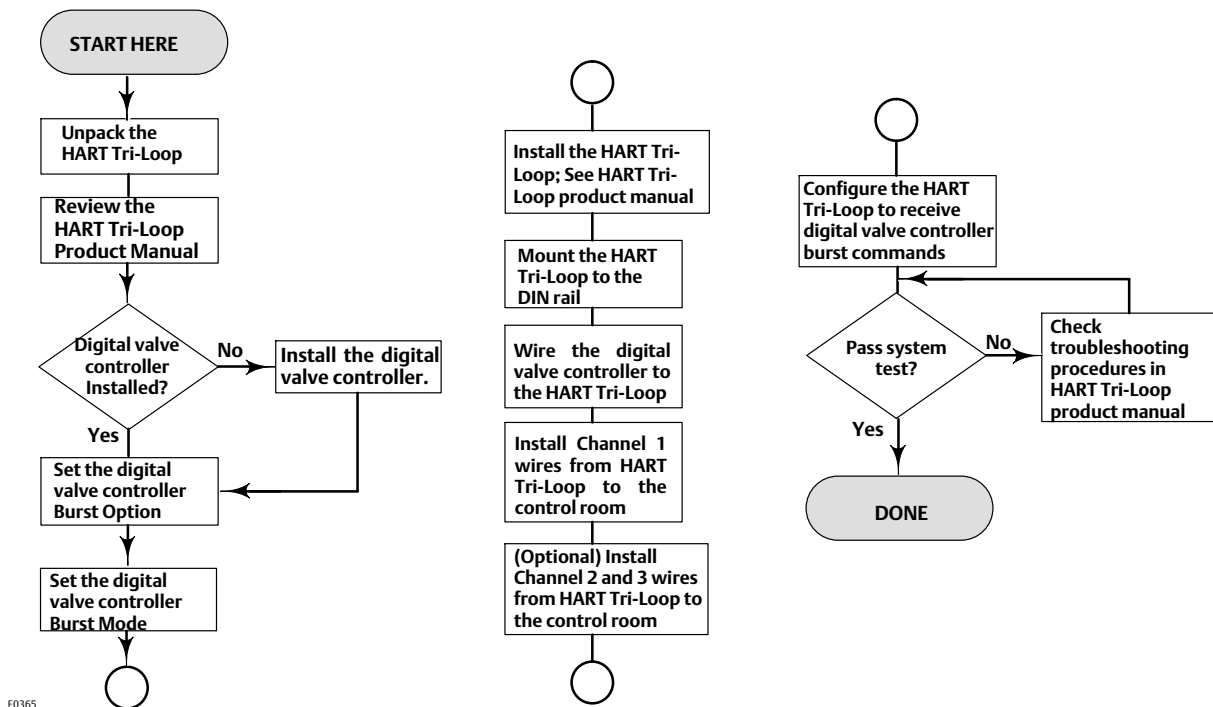 START HERE
Unpack the
HART Tri-Loop
Review the
HART Tri-Loop
Product Manual
Digital valve
controller
Installed?
No
Install the digital
valve controller.
Yes
Set the digital
valve controller
Burst Option
Set the digital
valve controller
Burst Mode
E0365
Install the HART Tri-
Loop; See HART Tri-
Loop product manual
Mount the HART
Tri-Loop to the
DIN rail
Wire the digital
valve controller to
the HART Tri-Loop
Install Channel 1
wires from HART
Tri-Loop to the
control room
(Optional) Install
Channel 2 and 3 wires
from HART Tri-Loop to
the control room
Configure the HART
Tri-Loop to receive
digital valve controller
burst commands
Pass system
test?
No
Check
troubleshooting
procedures in
HART Tri-Loop
product manual
Yes
DONE